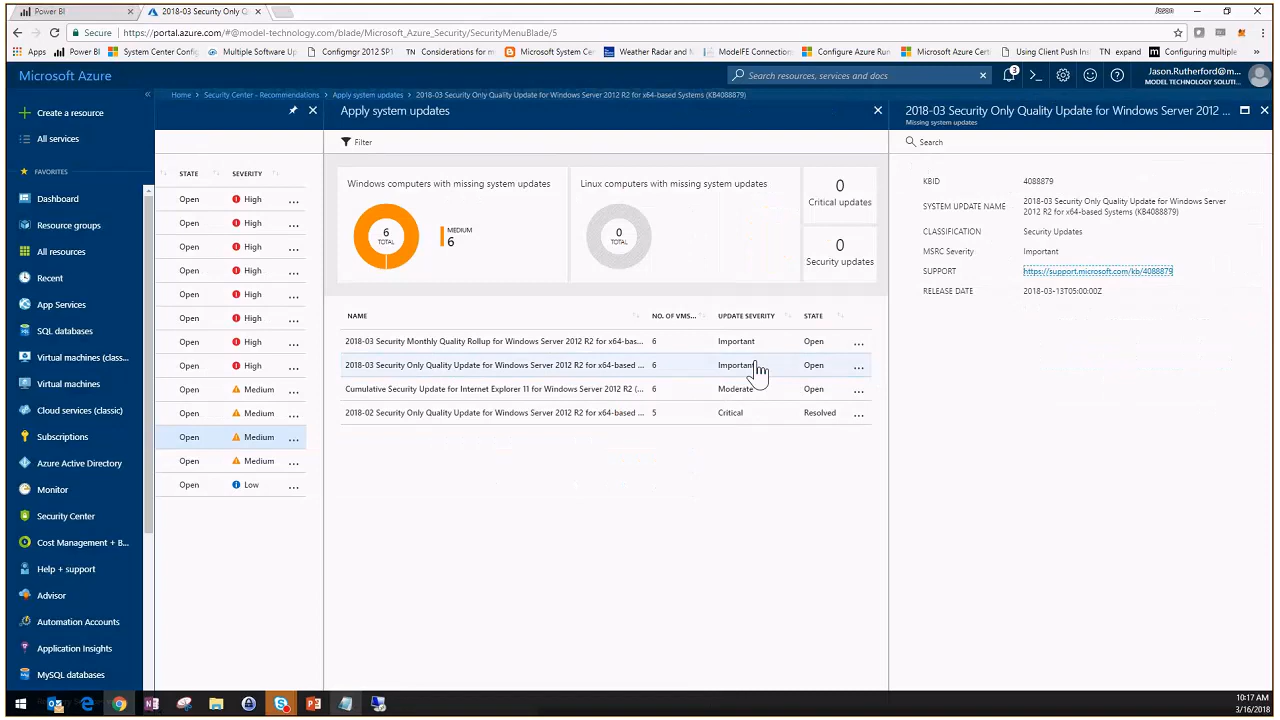 Power BI
2018-03 Security Only Q
Jason
Secure
https://portal.azure.com/#@model-technology.com/blade/Microsoft_Azure_Security/SecurityMenuBlade/5
Apps
Power BI
System Center Config
Multiple Software Up
Configmgr 2012 SP1
Considerations for m
Microsoft System Ce
Weather Radar and M
ModelFE Connection
Configure Azure Run
Microsoft Azure Cert
Using Client Push Inst
TN expand
Configuring multiple
Microsoft Azure
Search resources, services and docs
3
Jason.Rutherford@m...
MODEL TECHNOLOGY SOLUTI...
Home
Security Center - Recommendations
Apply system updates
2018-03 Security Only Quality Update for Windows Server 2012 R2 for x64-based Systems (KB4088879)
Create a resource
All services
FAVORITES
Dashboard
Resource groups
All resources
Recent
App Services
SQL databases
Virtual machines (classi...
Virtual machines
Cloud services (classic)
Subscriptions
Azure Active Directory
Monitor
Security Center
Cost Management + B...
Help + support
Advisor
Automation Accounts
Application Insights
MySQL databases
STATE SEVERITY
Open High ...
Open High ...
Open High ...
Open High ...
Open High ...
Open High ...
Open High ...
Open High ...
Open Medium ...
Open Medium ...
Open Medium ...
Open Medium ...
Open Low ...
Apply system updates
Filter
Windows computers with missing system updates
6
TOTAL
MEDIUM
6
Linux computers with missing system updates
0
TOTAL
0
Critical updates
0
Security updates
NAME NO. OF VMS... UPDATE SEVERITY STATE
2018-03 Security Monthly Quality Rollup for Windows Server 2012 R2 for x64-bas... 6 Important Open ...
2018-03 Security Only Quality Update for Windows Server 2012 R2 for x64-based ... 6 Important Open ...
Cumulative Security Update for Internet Explorer 11 for Windows Server 2012 R2 (... 6 Moderate Open ...
2018-02 Security Only Quality Update for Windows Server 2012 R2 for x64-based ... 5 Critical Resolved ...
2018-03 Security Only Quality Update for Windows Server 2012 ...
Missing system updates
Search
KBID 4088879
SYSTEM UPDATE NAME 2018-03 Security Only Quality Update for Windows Server
2012 R2 for x64-based Systems (KB4088879)
CLASSIFICATION Security Updates
MSRC Severity Important
SUPPORT https://support.microsoft.com/kb/4088879
RELEASE DATE 2018-03-13T05:00:00Z
10:17 AM
3/16/2018